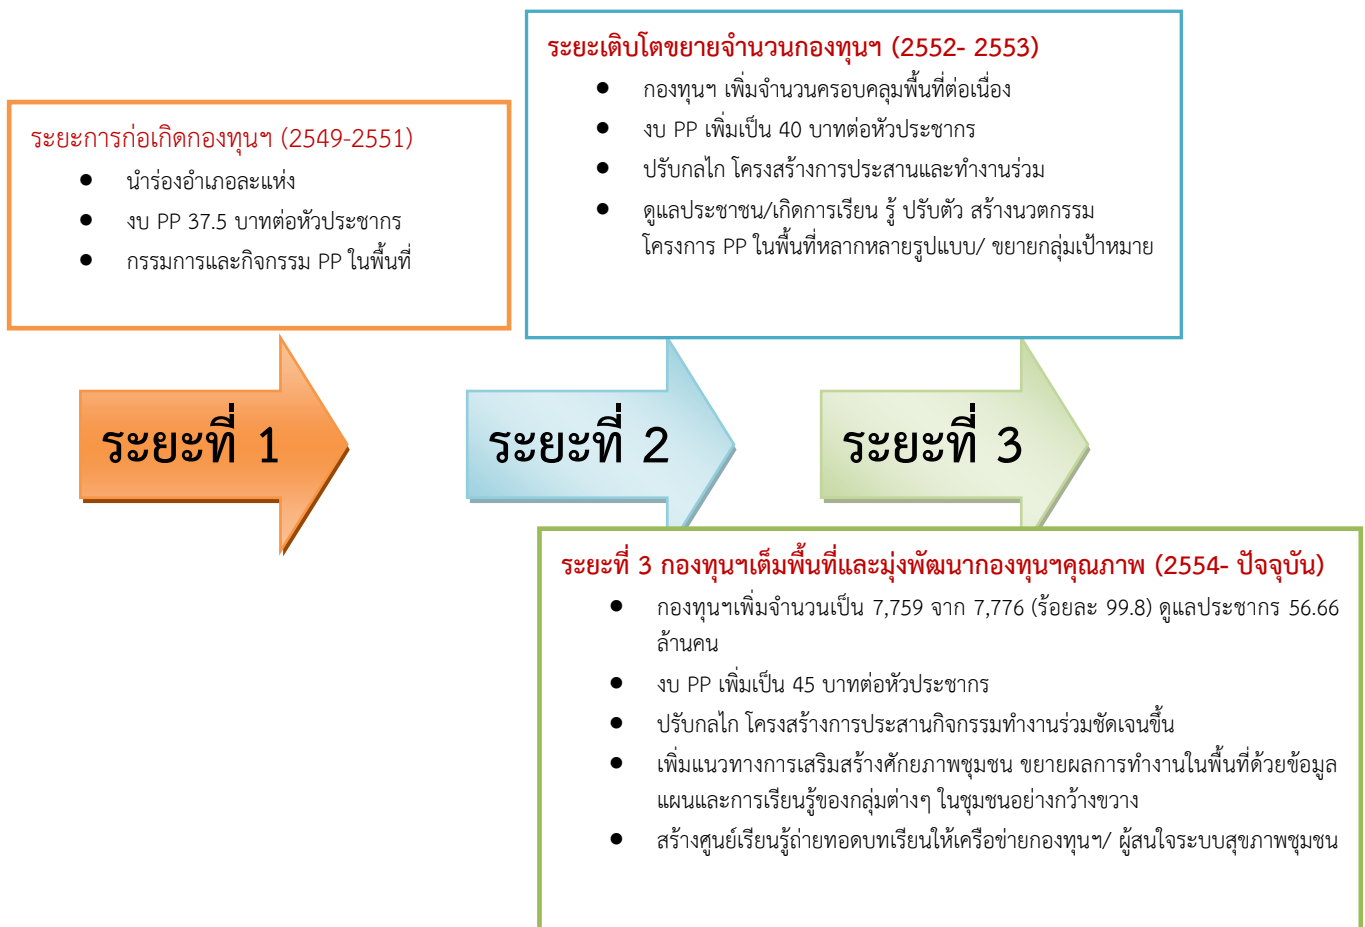 ระยะการก่อเกิดกองทุนฯ (2549-2551)
● นำร่องอำเภอละแห่ง
● งบ PP 37.5 บาทต่อหัวประชากร
● กรรมการและกิจกรรม PP ในพื้นที่
ระยะเติบโตขยายจำนวนกองทุนฯ (2552- 2553)
● กองทุนฯ เพิ่มจำนวนครอบคลุมพื้นที่ต่อเนื่อง
● งบ PP เพิ่มเป็น 40 บาทต่อหัวประชากร
● ปรับกลไก โครงสร้างการประสานและทำงานร่วม
● ดูแลประชาชน/เกิดการเรียน รู้ ปรับตัว สร้างนวตกรรม
โครงการ PP ในพื้นที่หลากหลายรูปแบบ/ ขยายกลุ่มเป้าหมาย
ระยะที่ 1
ระยะที่ 2
ระยะที่ 3
ระยะที่ 3 กองทุนฯเต็มพื้นที่และมุ่งพัฒนากองทุนฯคุณภาพ (2554- ปัจจุบัน)
● กองทุนฯเพิ่มจำนวนเป็น 7,759 จาก 7,776 (ร้อยละ 99.8) ดูแลประชากร 56.66
ล้านคน
● งบ PP เพิ่มเป็น 45 บาทต่อหัวประชากร
● ปรับกลไก โครงสร้างการประสานกิจกรรมทำงานร่วมชัดเจนขึ้น
● เพิ่มแนวทางการเสริมสร้างศักยภาพชุมชน ขยายผลการทำงานในพื้นที่ด้วยข้อมูล
แผนและการเรียนรู้ของกลุ่มต่างๆ ในชุมชนอย่างกว้างขวาง
● สร้างศูนย์เรียนรู้ถ่ายทอดบทเรียนให้เครือข่ายกองทุนฯ/ ผู้สนใจระบบสุขภาพชุมชน